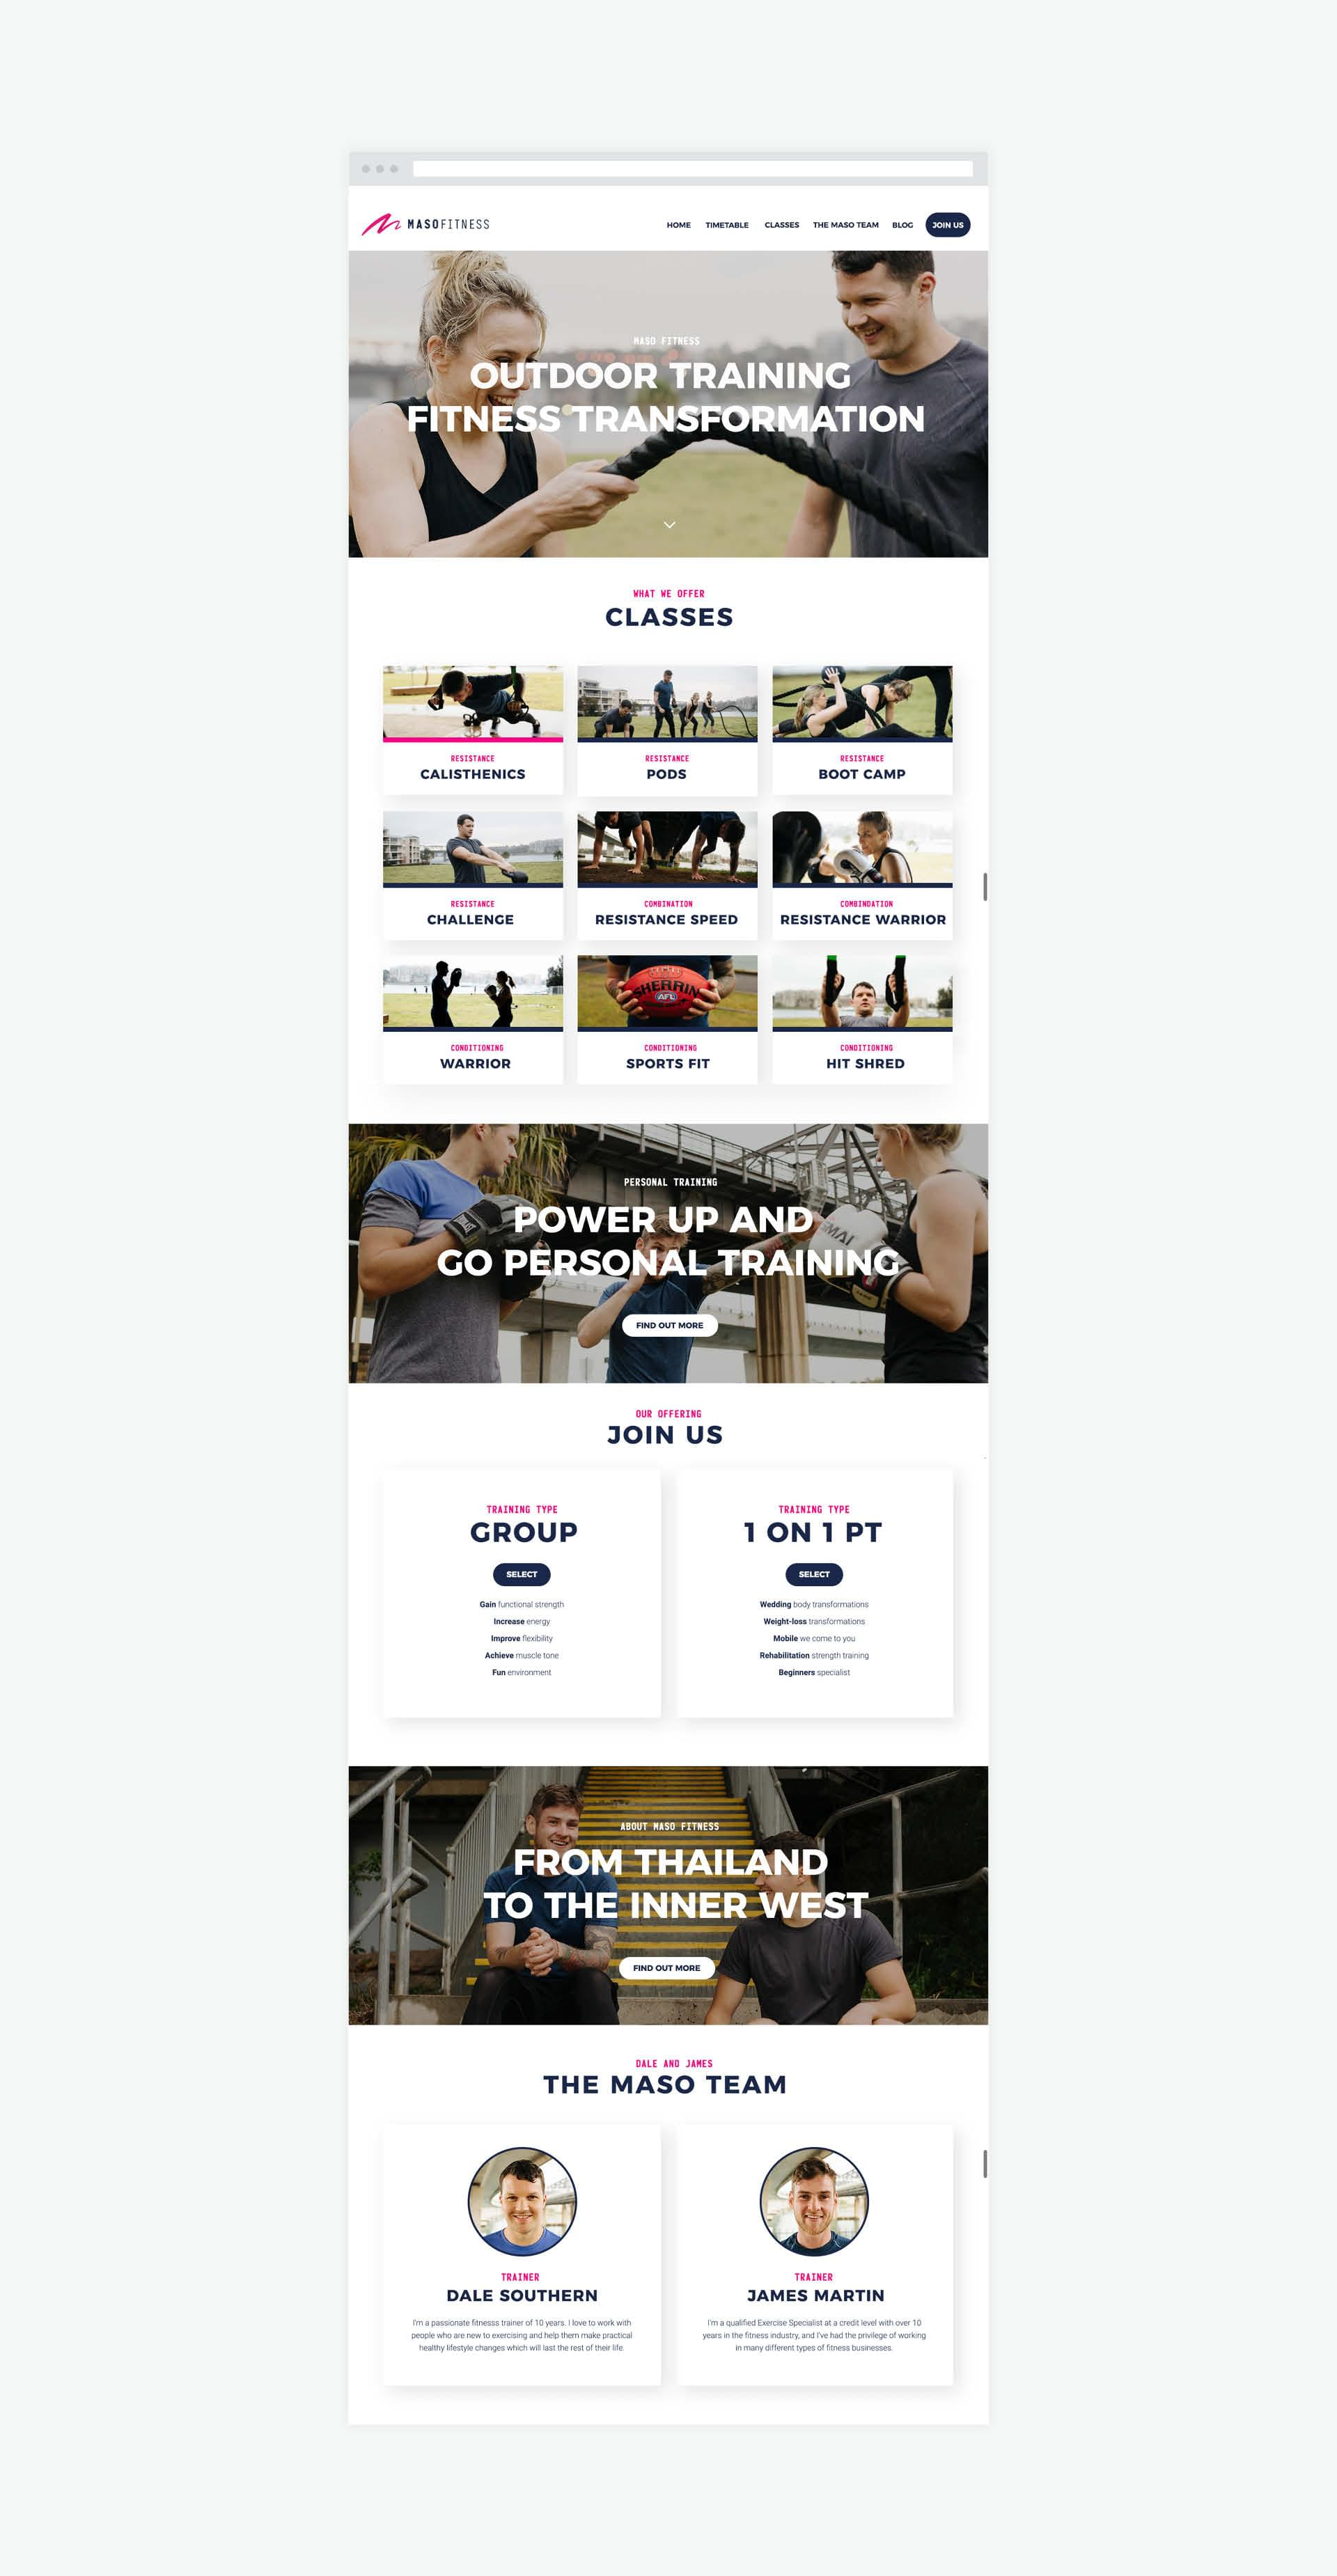 MASOFITNESS
HOME TIMETABLE CLASSES THE MASO TEAM BLOG JOIN US
MASO FITNESS
OUTDOOR TRAINING
FITNESS TRANSFORMATION
WHAT WE OFFER
CLASSES
RESISTANCE
CALISTHENICS
RESISTANCE
PODS
RESISTANCE
BOOT CAMP
RESISTANCE
CHALLENGE
COMBINATION
RESISTANCE SPEED
COMBINDATION
RESISTANCE WARRIOR
SHERRIN
AFL
CONDITIONING
WARRIOR
CONDITIONING
SPORTS FIT
CONDITIONING
HIT SHRED
PERSONAL TRAINING
POWER UP AND
GO PERSONAL TRAINING
FIND OUT MORE
OUR OFFERING
JOIN US
TRAINING TYPE
GROUP
SELECT
Gain functional strength
Increase energy
Improve flexibility
Achieve muscle tone
Fun environment
TRAINING TYPE
1 ON 1 PT
SELECT
Wedding body transformations
Weight-loss transformations
Mobile we come to you
Rehabilitation strength training
Beginners specialist
ABOUT MASO FITNESS
FROM THAILAND
TO THE INNER WEST
FIND OUT MORE
DALE AND JAMES
THE MASO TEAM
TRAINER
DALE SOUTHERN
I'm a passionate fitnesss trainer of 10 years. I love to work with
people who are new to exercising and help them make practical
healthy lifestyle changes which will last the rest of their life.
TRAINER
JAMES MARTIN
I'm a qualified Exercise Specialist at a credit level with over 10
years in the fitness industry, and I've had the privilege of working
in many different types of fitness businesses.